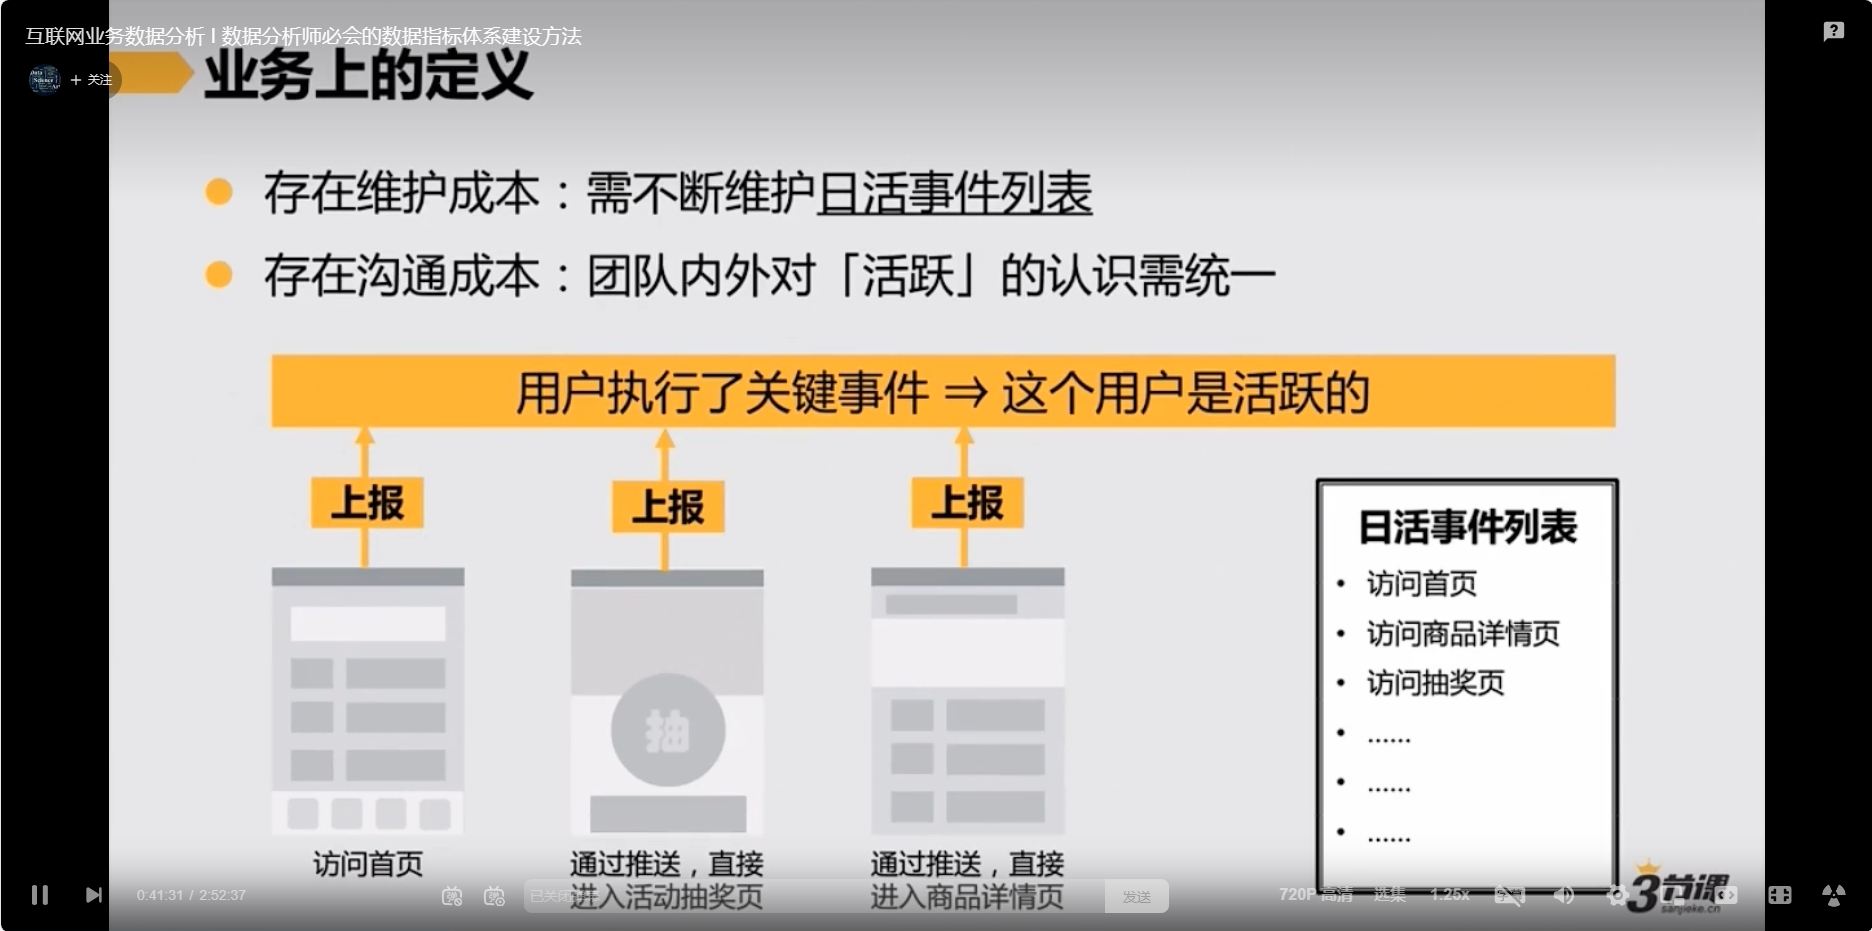 互联网业务数据分析 | 数据分析师必会的数据指标体系建设方法
+ 关注
业务上的定义
存在维护成本：需不断维护日活事件列表
存在沟通成本：团队内外对「活跃」的认识需统一
用户执行了关键事件 ⇒ 这个用户是活跃的
上报
上报
上报
抽
访问首页
通过推送，直接
进入活动抽奖页
通过推送，直接
进入商品详情页
日活事件列表
• 访问首页
• 访问商品详情页
• 访问抽奖页
• ......
• ......
• ......
0:41:31 / 2:52:37
发送
720P 高清
选集
1.25x
3节课
sanjieke.cn